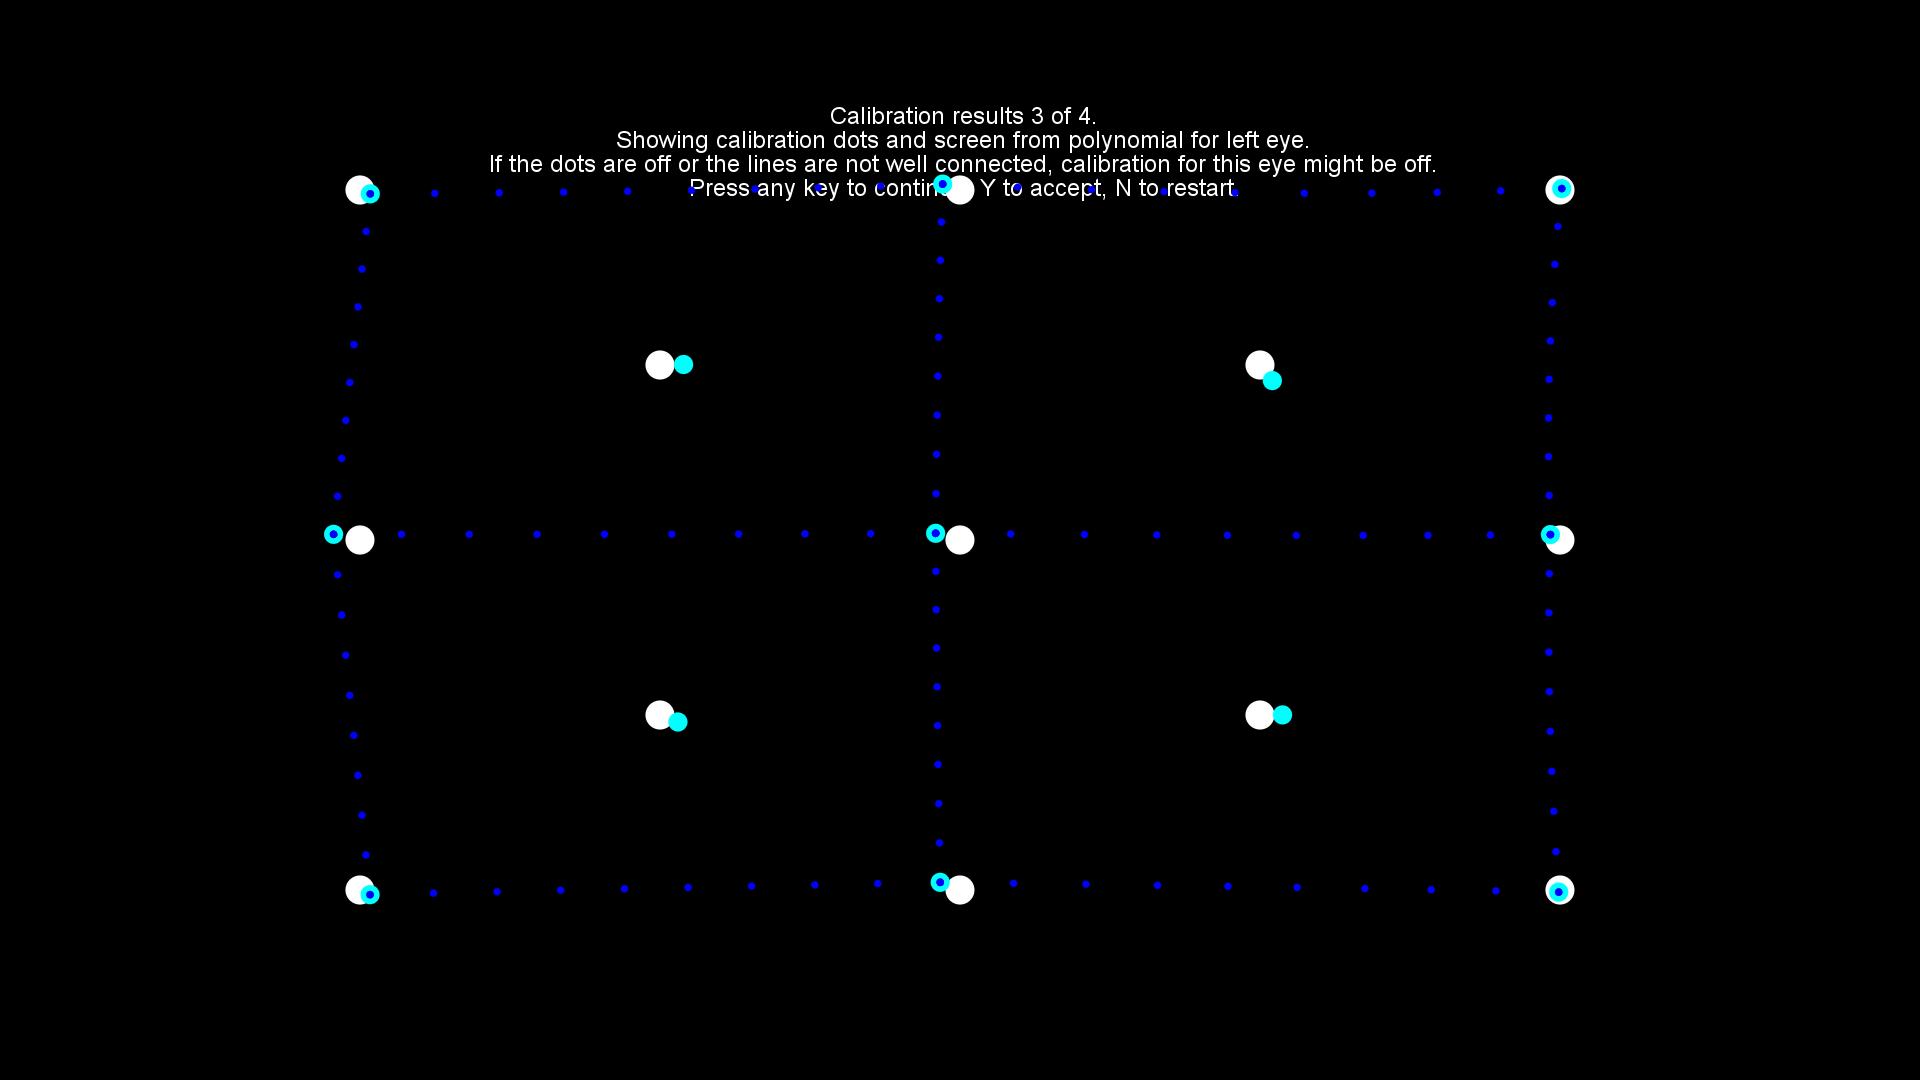 Calibration results 3 of 4.
Showing calibration dots and screen from polynomial for left eye.
If the dots are off or the lines are not well connected, calibration for this eye might be off.
Press any key to continue, Y to accept, N to restart.